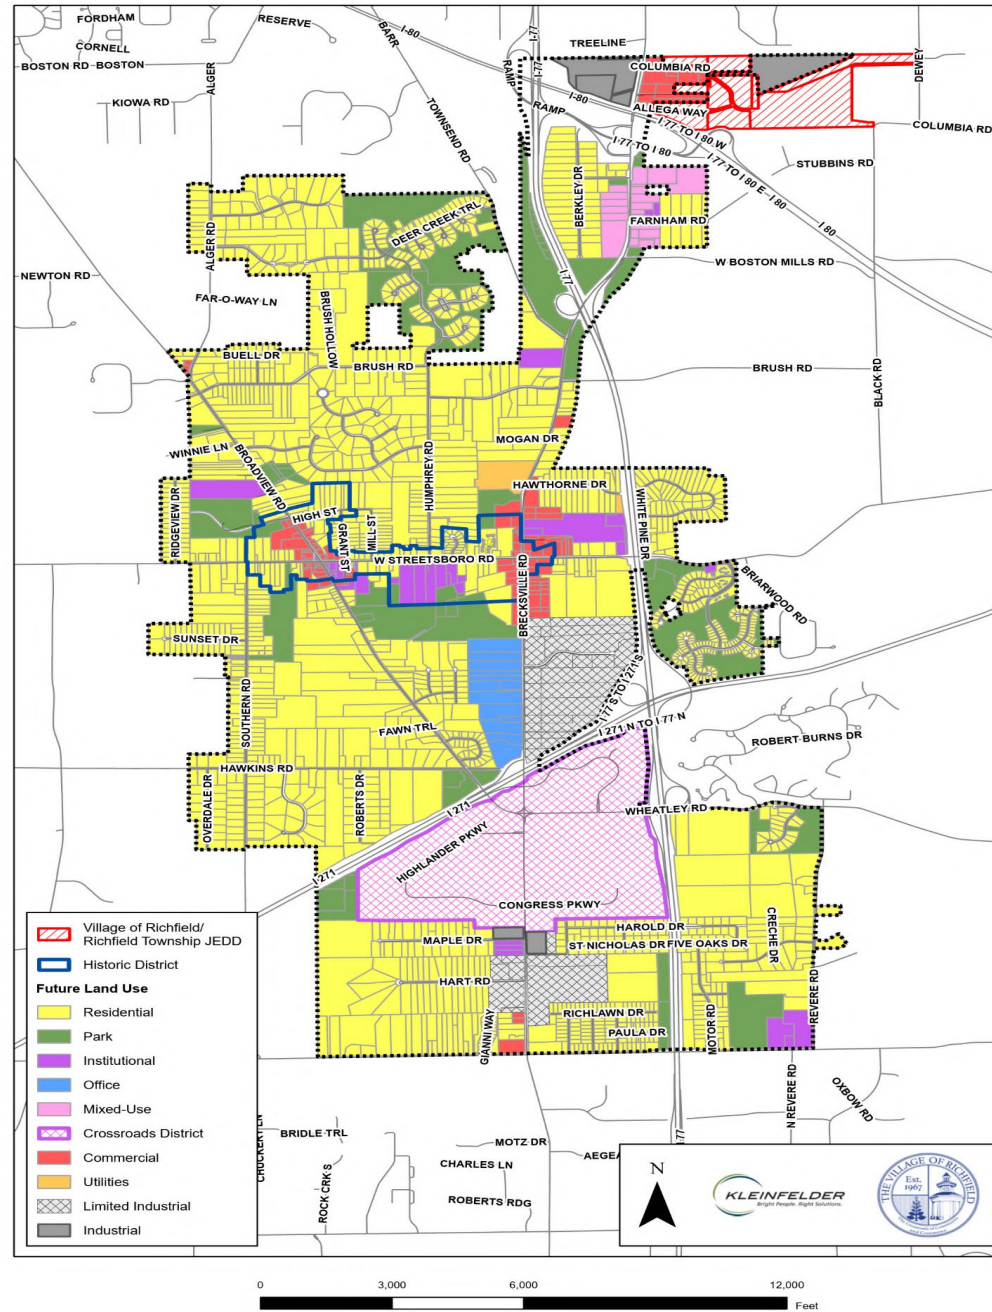 FORDHAM
RESERVE
CORNELL
BOSTON RD BOSTON
ALGER
KIOWA RD
BARR
I-80
RAMP
I-77
I-77
TREELINE
COLUMBIA RD
DEWEY
I-80
RAMP
ALLEGA WAY
COLUMBIA RD
TOWNSEND RD
I 77 TO I 80 W
I-77 TO I 80
I-77 TO I 80 E
I-80
STUBBINS RD
BERKLEY DR
DEER CREEK TRL
FARNHAM RD
I-80
ALGER RD
NEWTON RD
W BOSTON MILLS RD
I-77
FAR-O-WAY LN
BRUSH HOLLOW
BUELL DR
BRUSH RD
BRUSH RD
BLACK RD
WINNIE LN
BROADVIEW RD
HUMPHREY RD
MOGAN DR
RIDGEVIEW DR
HAWTHORNE DR
WHITE PINE DR
HIGH ST
GRANT ST
MILL ST
W STREETSBORO RD
BRECKSVILLE RD
BRIARWOOD RD
SUNSET DR
SOUTHERN RD
I 77 S TO I 271 S
I 271 N TO I-77 N
FAWN TRL
ROBERT BURNS DR
HAWKINS RD
OVERDALE DR
ROBERTS DR
I 271
WHEATLEY RD
HIGHLANDER PKWY
I-271
CONGRESS PKWY
HAROLD DR
MAPLE DR
ST NICHOLAS DR FIVE OAKS DR
CRECHE DR
HART RD
REVERE RD
RICHLAWN DR
GIANNI WAY
PAULA DR
MOTOR RD
Village of Richfield/
Richfield Township JEDD
Historic District
Future Land Use
Residential
Park
Institutional
Office
Mixed-Use
Crossroads District
Commercial
Utilities
Limited Industrial
Industrial
CHUCKERY LN
BRIDLE TRL
ROCK CRK S
MOTZ DR
CHARLES LN
ROBERTS RDG
AEGEA
I-77
N REVERE RD
OXBOW RD
N
KLEINFELDER
Bright People. Right Solutions.
THE VILLAGE OF RICHFIELD
Est.
1967
0 3,000 6,000 12,000
Feet